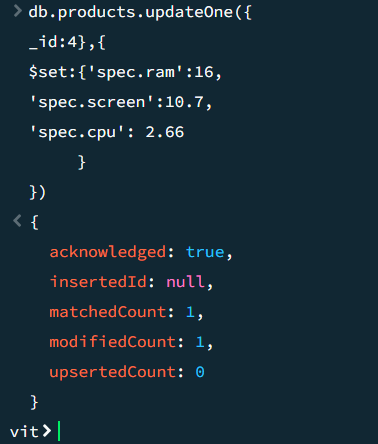 > db.products.updateOne({
_id:4},{
$set:{'spec.ram':16,
'spec.screen':10.7,
'spec.cpu': 2.66
}
})
< {
acknowledged: true,
insertedId: null,
matchedCount: 1,
modifiedCount: 1,
upsertedCount: 0
}
vit>